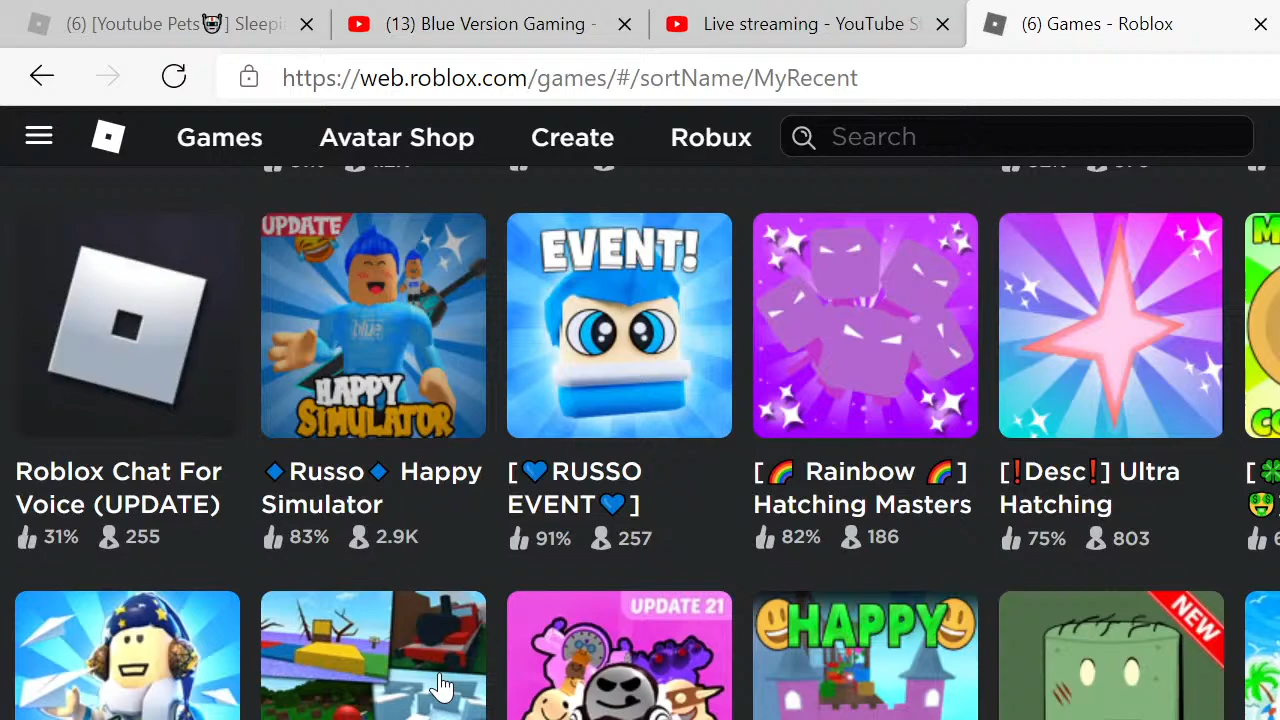 (6) [Youtube Pets🤖] Sleepi
(13) Blue Version Gaming -
Live streaming - YouTube S
(6) Games - Roblox
https://web.roblox.com/games/#/sortName/MyRecent
Games
Avatar Shop
Create
Robux
Search
UPDATE
blue
HAPPY
SIMULATOR
EVENT!
Roblox Chat For
Voice (UPDATE)
31%
255
🔹Russo🔹 Happy
Simulator
83%
2.9K
[💙RUSSO
EVENT💙]
91%
257
[🌈 Rainbow 🌈]
Hatching Masters
82%
186
[❗Desc❗] Ultra
Hatching
75%
803
[🍀
🤑
UPDATE 21
HAPPY
NEW